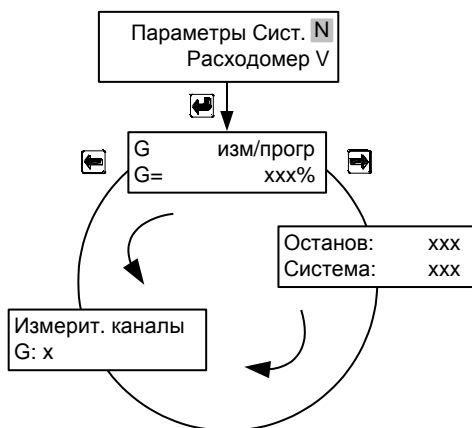 Параметры Сист. N
Расходомер V
G изм/прогр
G= xxx%
Останов: xxx
Система: xxx
Измерит. каналы
G: x